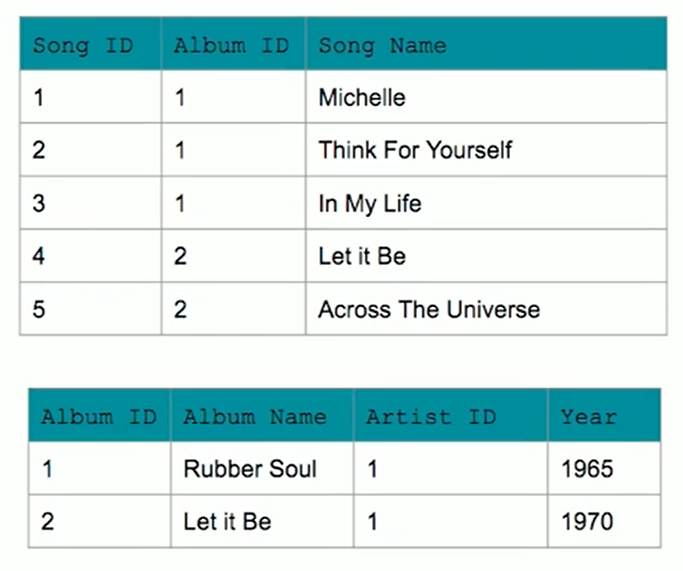 Song ID Album ID Song Name
1 1 Michelle
2 1 Think For Yourself
3 1 In My Life
4 2 Let it Be
5 2 Across The Universe
Album ID Album Name Artist ID Year
1 Rubber Soul 1 1965
2 Let it Be 1 1970